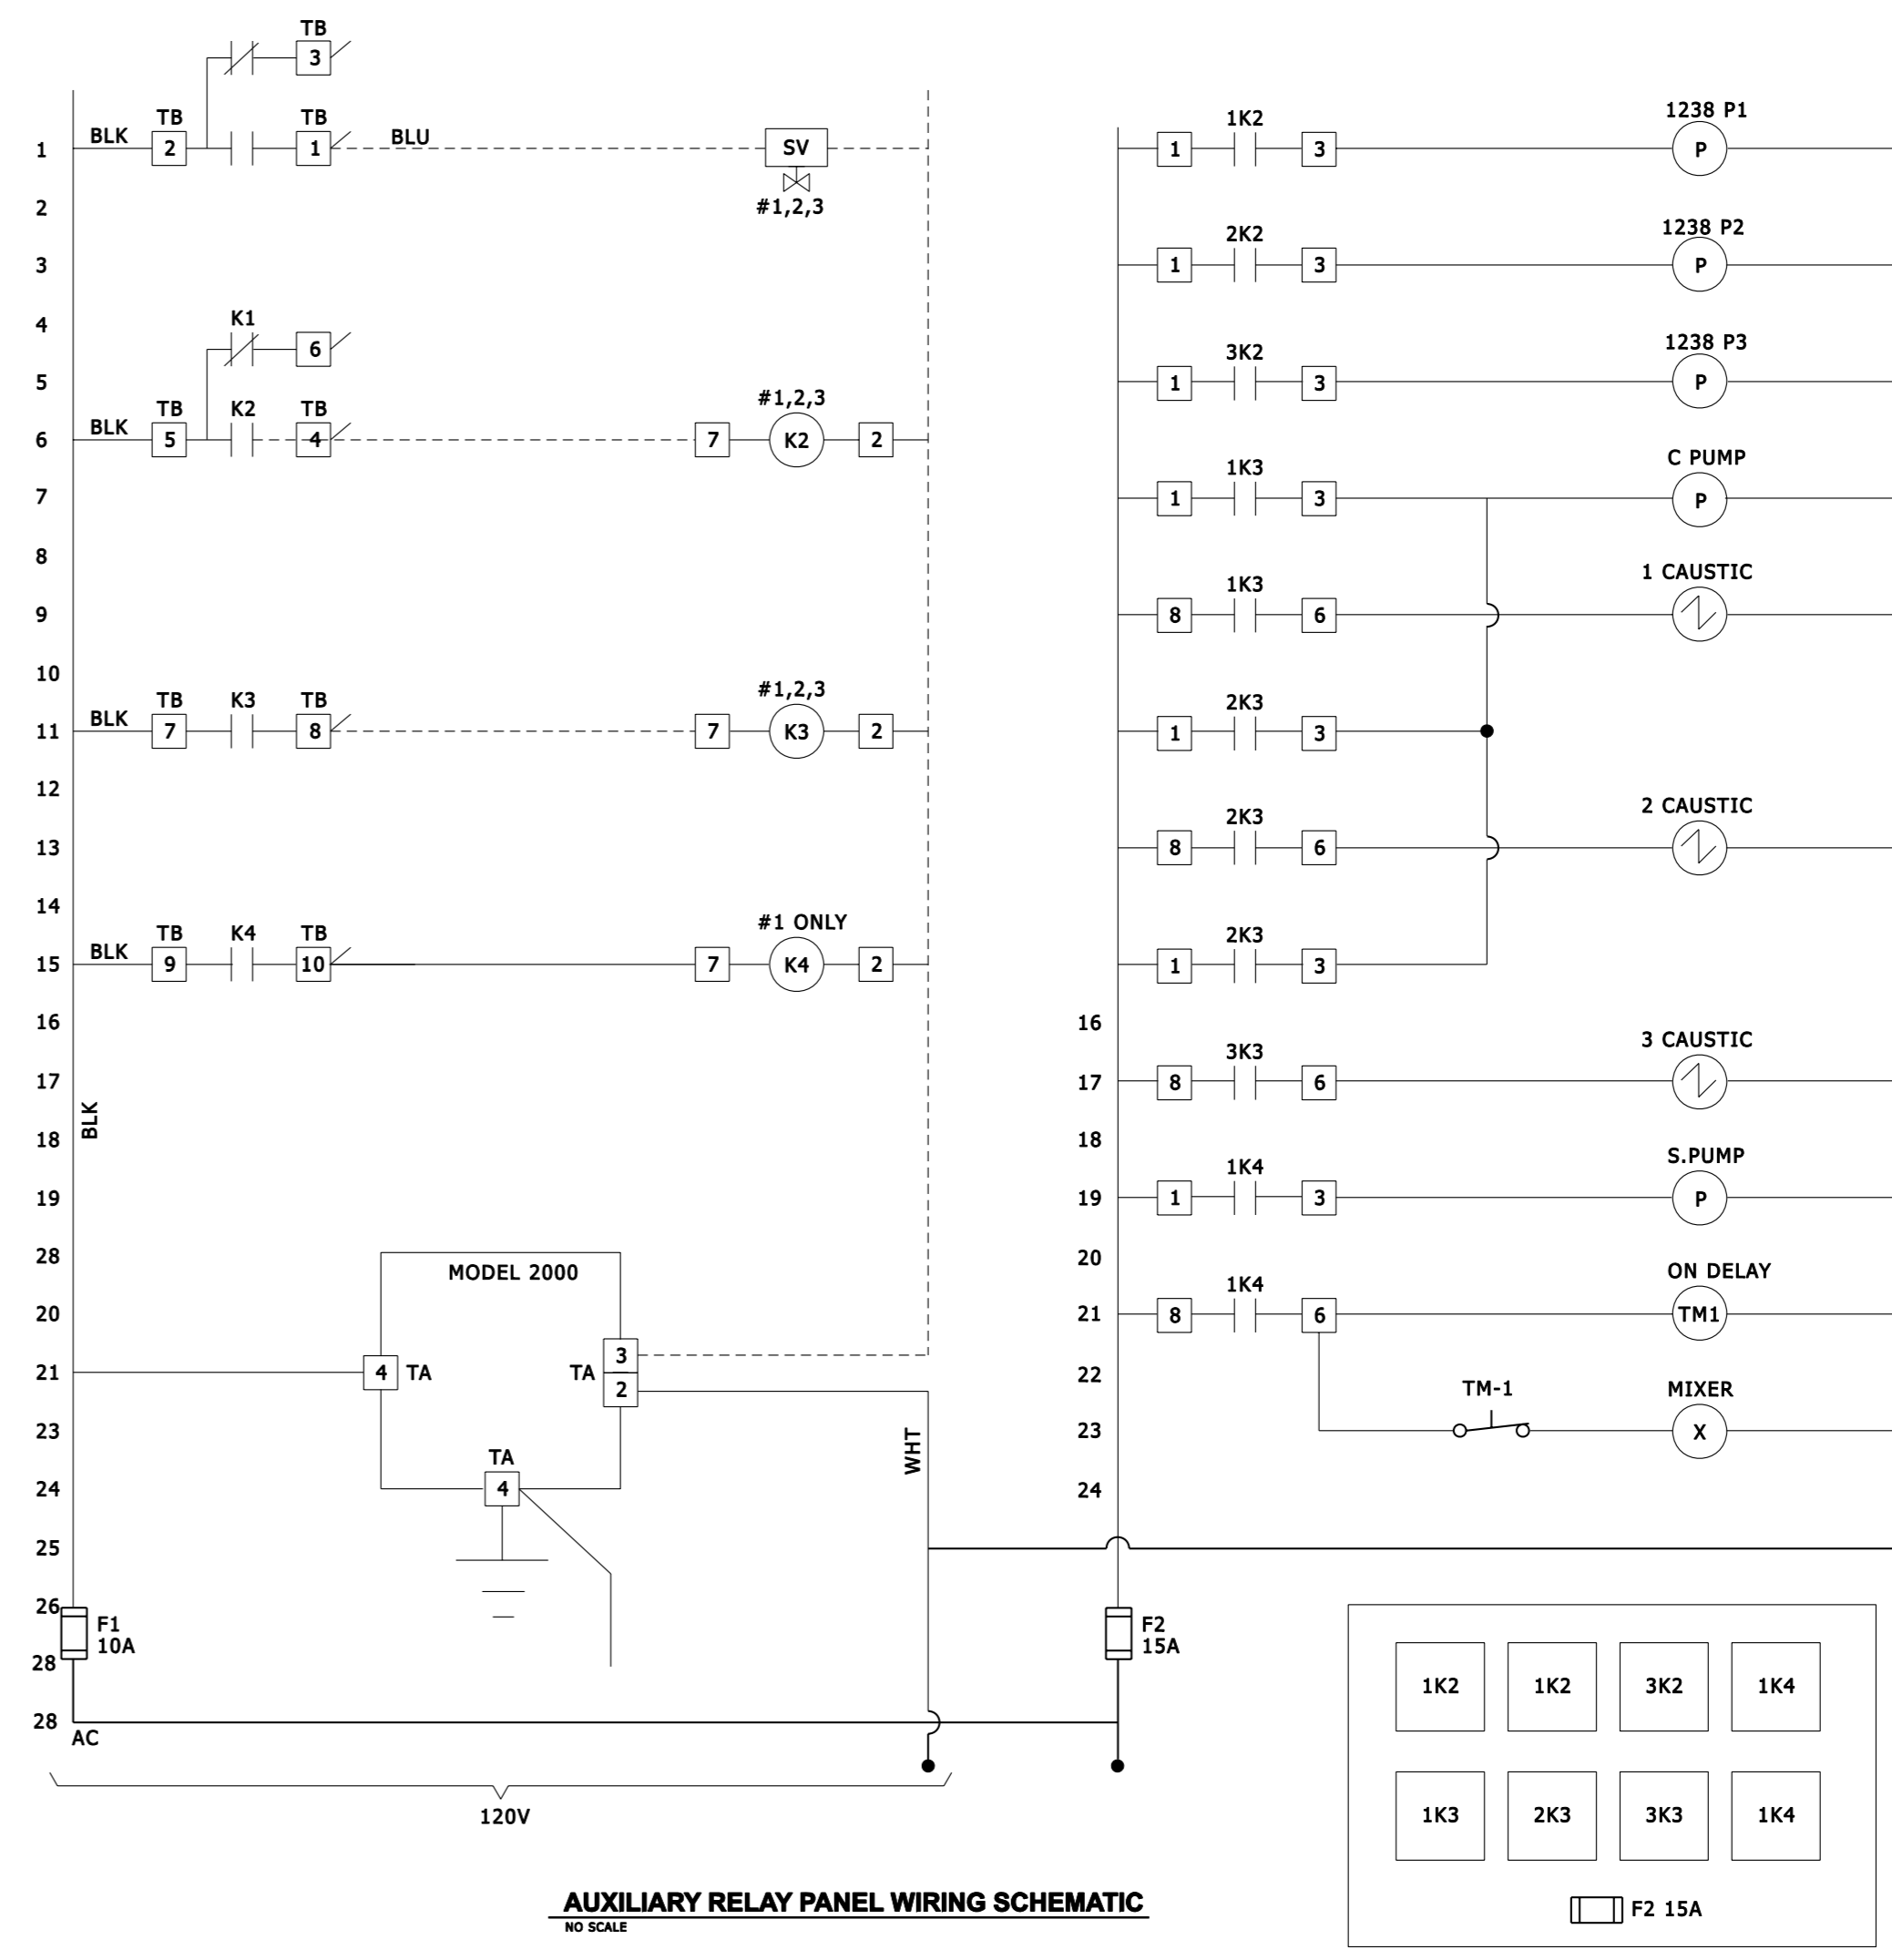 TB
3
TB
TB
1 BLK 2 1 BLU SV
#1,2,3
2
3
4
K1
6
5
#1,2,3
TB K2 TB
6 BLK 5 4 7 K2 2
7
8
9
10
#1,2,3
TB K3 TB
11 BLK 7 8 7 K3 2
12
13
14
#1 ONLY
TB K4 TB
15 BLK 9 10 7 K4 2
16
17
BLK
18
19
28
MODEL 2000
20
3
21 4 TA TA
2
23
WHT
TA
24 4
25
26
F1
10A
28
28
AC
120V
1238 P1
1K2
1 3 P
1238 P2
2K2
1 3 P
1238 P3
3K2
1 3 P
C PUMP
1K3
1 3 P
1 CAUSTIC
1K3
8 6
2K3
1 3
2 CAUSTIC
2K3
8 6
2K3
1 3
16
3 CAUSTIC
3K3
17 8 6
18
S.PUMP
1K4
19 1 3 P
20
ON DELAY
1K4
21 8 6 TM1
22
TM-1 MIXER
23 X
24
F2
15A
1K2 1K2 3K2 1K4
1K3 2K3 3K3 1K4
F2 15A
AUXILIARY RELAY PANEL WIRING SCHEMATIC
NO SCALE